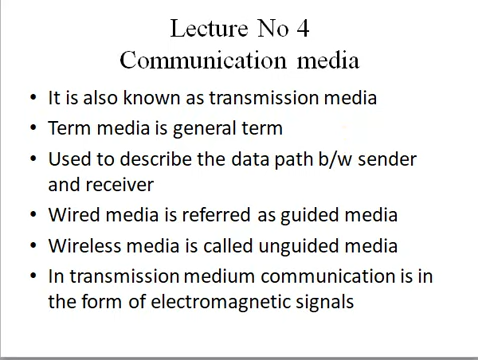 Lecture No 4
Communication media
• It is also known as transmission media
• Term media is general term
• Used to describe the data path b/w sender
and receiver
• Wired media is referred as guided media
• Wireless media is called unguided media
• In transmission medium communication is in
the form of electromagnetic signals